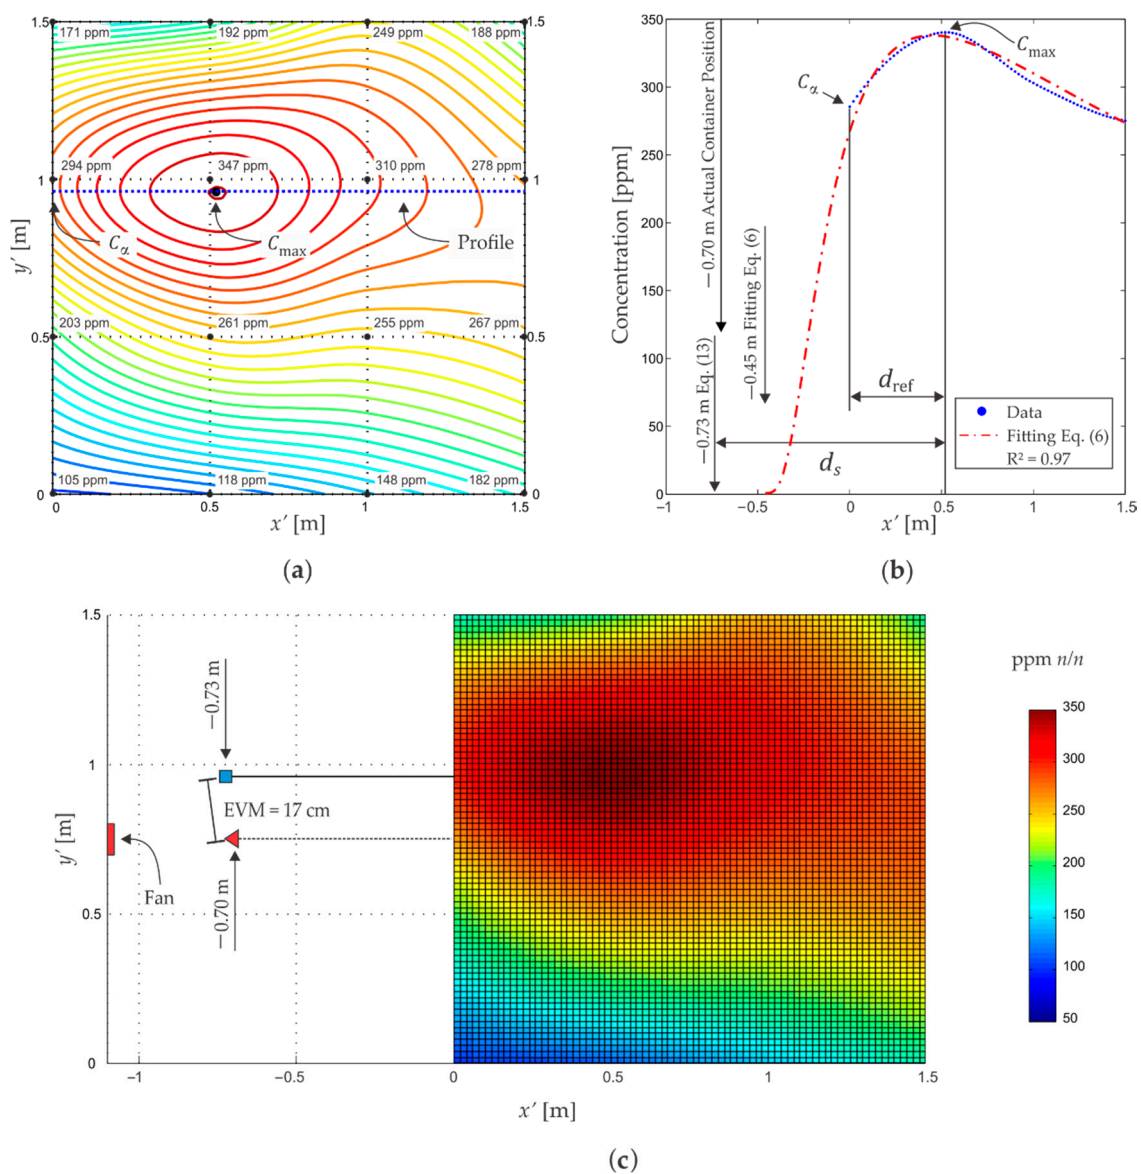 1.5
171 ppm 192 ppm 249 ppm 188 ppm
1.5
294 ppm 347 ppm 310 ppm 278 ppm
1 1
Cα Cmax Profile
y′ [m]
203 ppm 261 ppm 255 ppm 267 ppm
0.5 0.5
105 ppm 118 ppm 148 ppm 182 ppm
0 0
0 0.5 1 1.5
x′ [m]
(a)
350
300
250
200
150
100
50
0
Concentration [ppm]
−0.70 m Actual Container Position
−0.73 m Eq. (13)
−0.45 m Fitting Eq. (6)
Cα
Cmax
dref
ds
Data
Fitting Eq. (6)
R² = 0.97
−1 −0.5 0 0.5 1 1.5
x′ [m]
(b)
1.5
1
0.5
0
y′ [m]
−0.73 m
EVM = 17 cm
Fan
−0.70 m
−1 −0.5 0 0.5 1 1.5
x′ [m]
ppm n/n
350
300
250
200
150
100
50
(c)